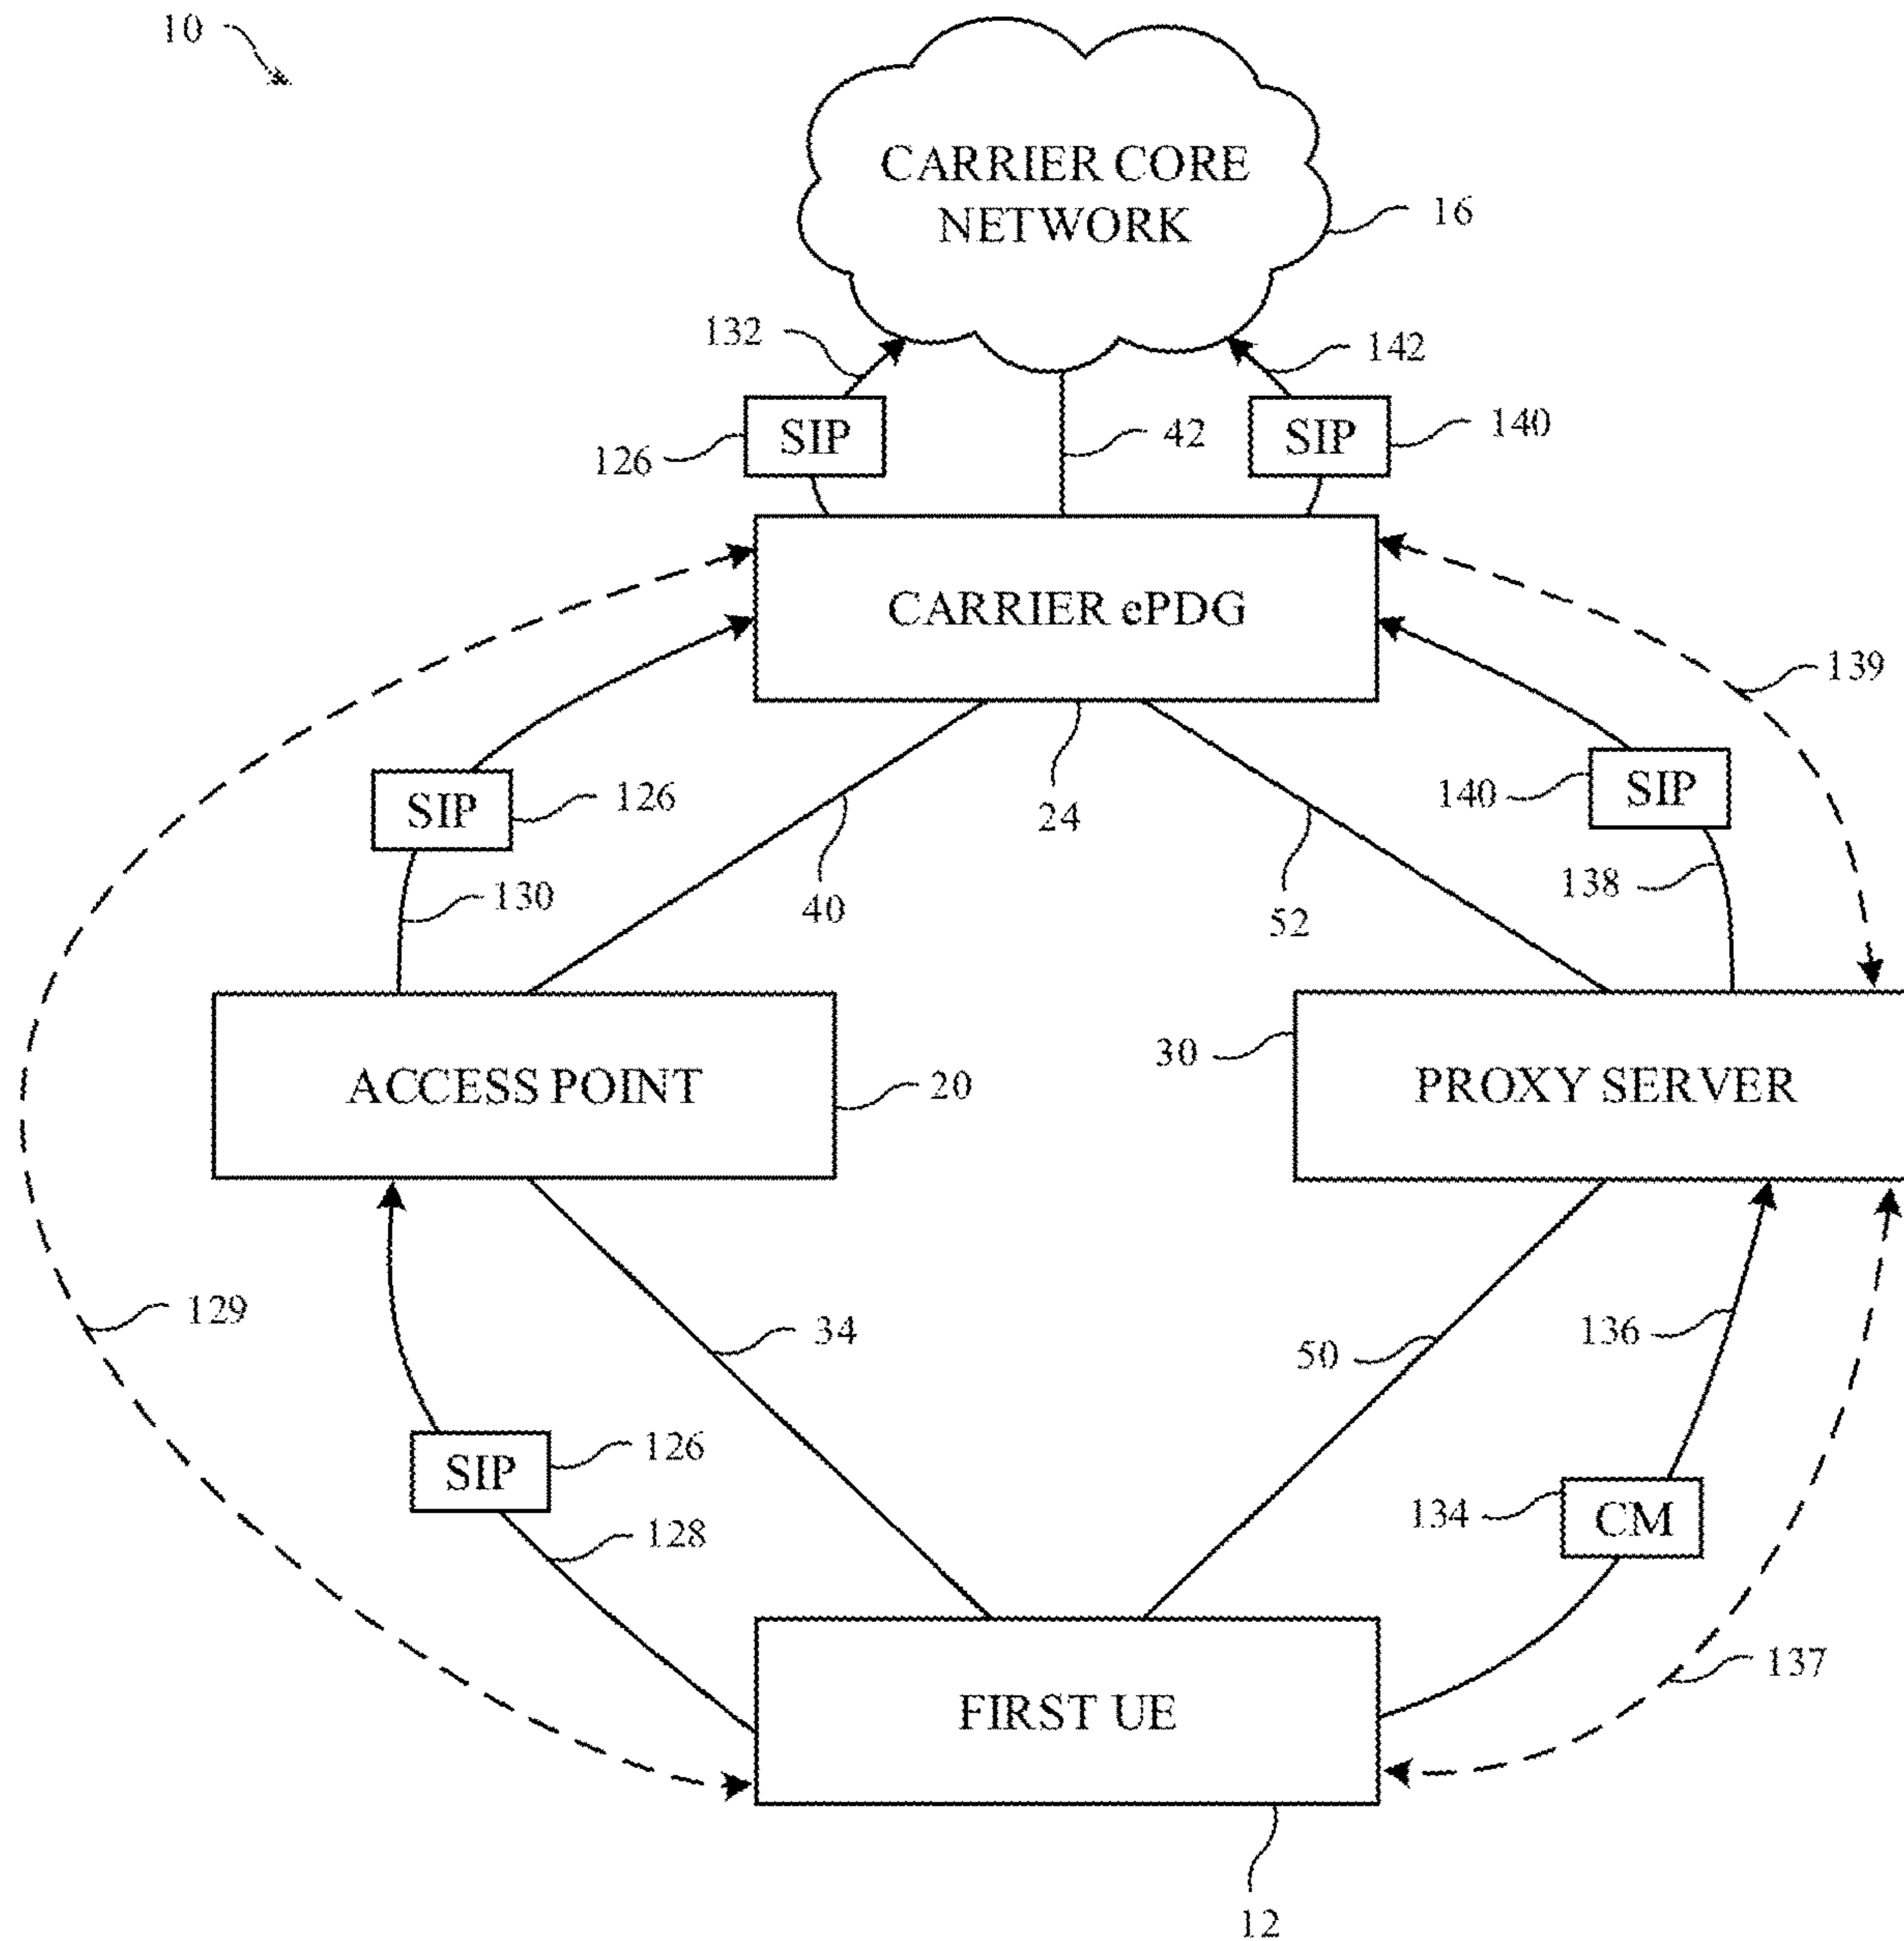 10
CARRIER CORE
NETWORK
16
132
142
SIP
42
SIP
140
126
CARRIER ePDG
139
SIP
126
24
140
SIP
130
40
52
138
ACCESS POINT
20
30
PROXY SERVER
129
34
50
136
SIP
126
134
CM
128
137
FIRST UE
12